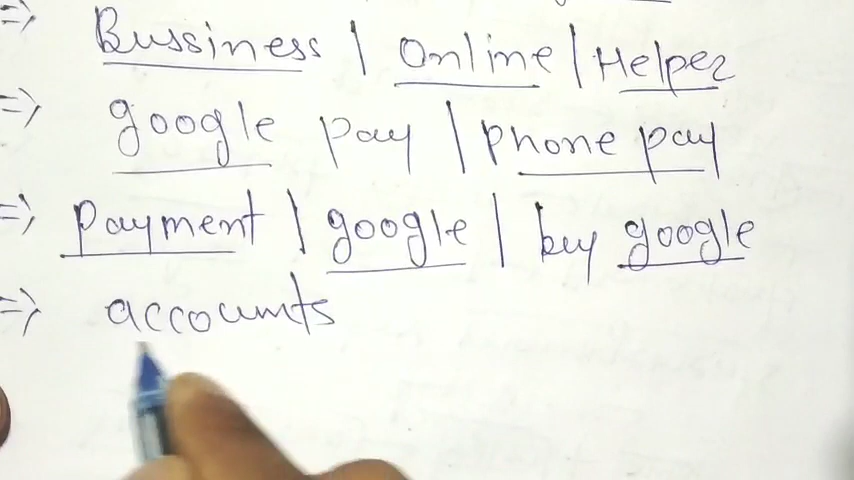 => Bussiness | Online | Helper
=> google pay | phone pay
=> Payment | google | buy google
=> accounts